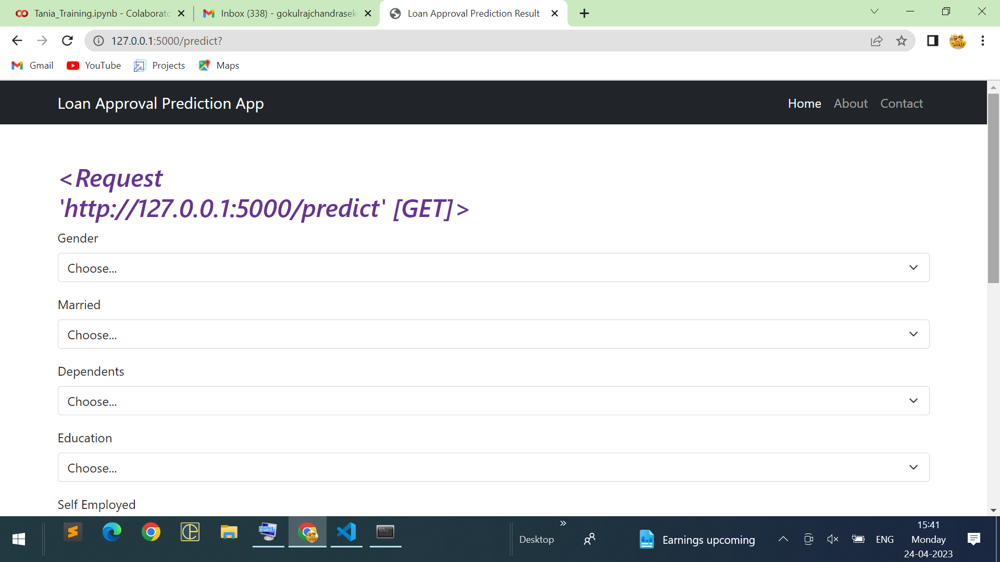 Tania_Training.ipynb - Colaborato
Inbox (338) - gokulrajchandrasek
Loan Approval Prediction Result
127.0.0.1:5000/predict?
Gmail
YouTube
Projects
Maps
Loan Approval Prediction App
Home
About
Contact
<Request
'http://127.0.0.1:5000/predict' [GET]>
Gender
Choose...
Married
Choose...
Dependents
Choose...
Education
Choose...
Self Employed
Desktop
Earnings upcoming
ENG
15:41
Monday
24-04-2023